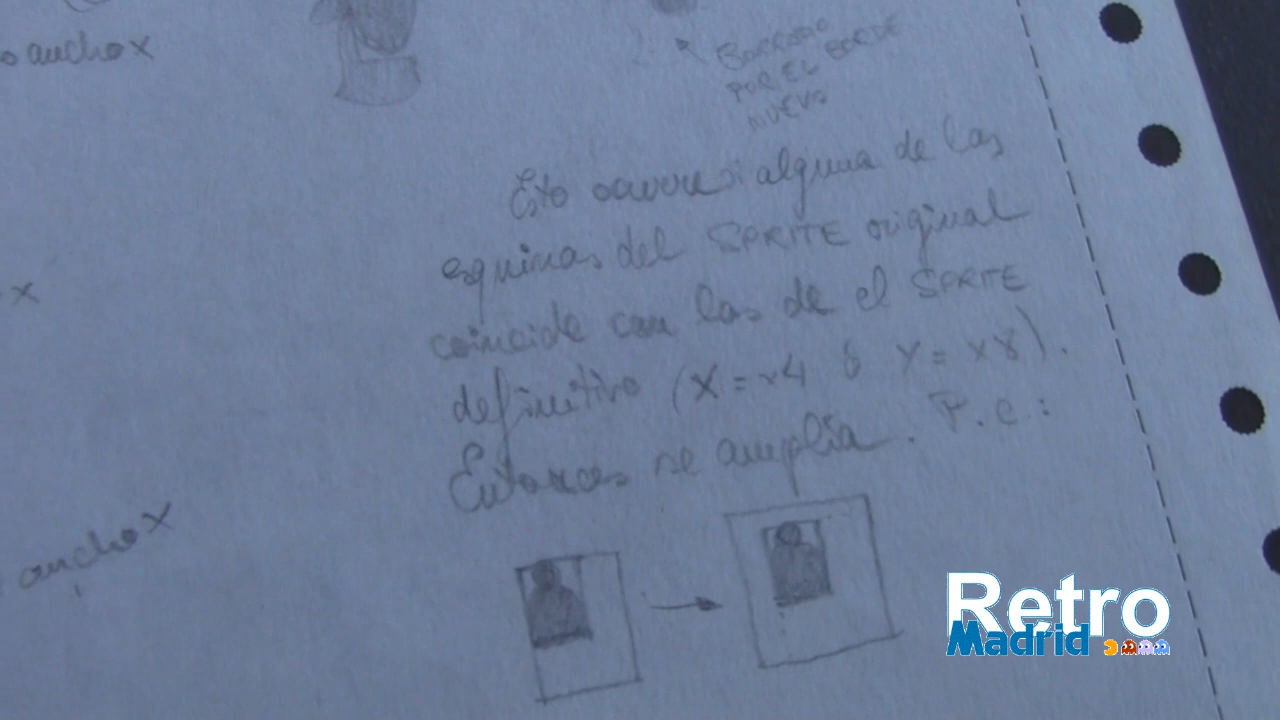 o ancho x
BORRADO
POR EL BORDE
NUEVO
Esto ocurre si alguna de las
esquinas del SPRITE original
x
coincide con las de el SPRITE
definitivo (X = x4 ó Y = x8).
Entonces se amplía. P.e.:
ancho x
Retro
Madrid